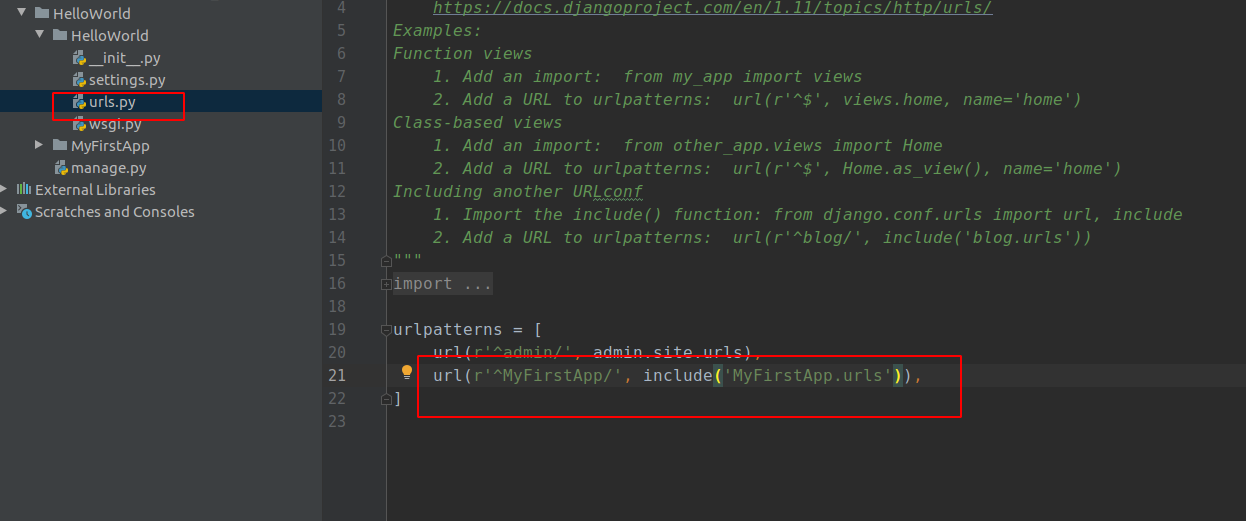 HelloWorld
HelloWorld
__init__.py
settings.py
urls.py
wsgi.py
MyFirstApp
manage.py
External Libraries
Scratches and Consoles
4 https://docs.djangoproject.com/en/1.11/topics/http/urls/
5 Examples:
6 Function views
7 1. Add an import:  from my_app import views
8 2. Add a URL to urlpatterns:  url(r'^$', views.home, name='home')
9 Class-based views
10 1. Add an import:  from other_app.views import Home
11 2. Add a URL to urlpatterns:  url(r'^$', Home.as_view(), name='home')
12 Including another URLconf
13 1. Import the include() function: from django.conf.urls import url, include
14 2. Add a URL to urlpatterns:  url(r'^blog/', include('blog.urls'))
15 """
16 import ...
18
19 urlpatterns = [
20 url(r'^admin/', admin.site.urls),
21 url(r'^MyFirstApp/', include('MyFirstApp.urls')),
22 ]
23